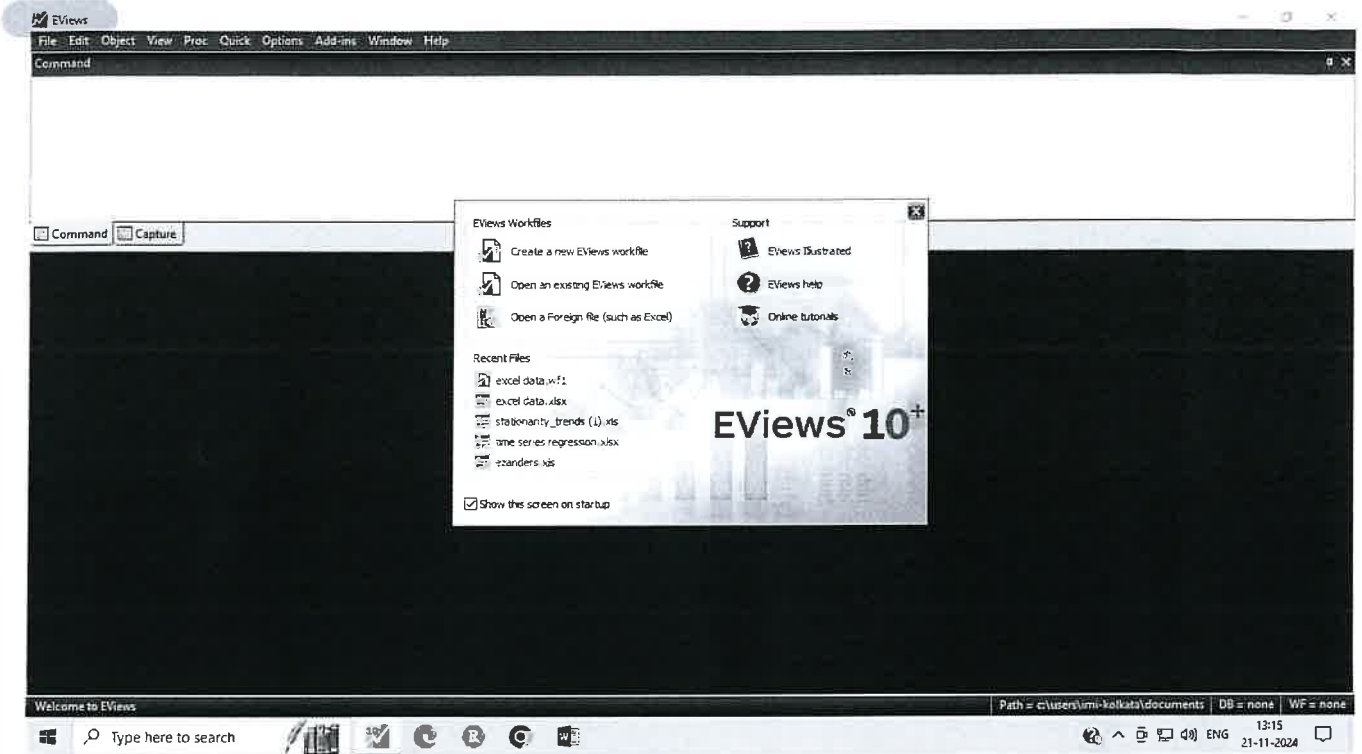 EViews
File Edit Object View Proc Quick Options Add-ins Window Help
Command
Command Capture
EViews Workfiles
Create a new EViews workfile
Open an existing EViews workfile
Open a Foreign file (such as Excel)
Recent Files
excel data.wf1
excel data.xlsx
stationarity_trends (1).xls
time series regression.xlsx
Show this screen on startup
Support
EViews Illustrated
EViews help
Online tutorials
EViews® 10+
Welcome to EViews
Path = c:\users\imi-kolkata\documents DB = none WF = none
Type here to search
ENG
13:15
21-11-2024